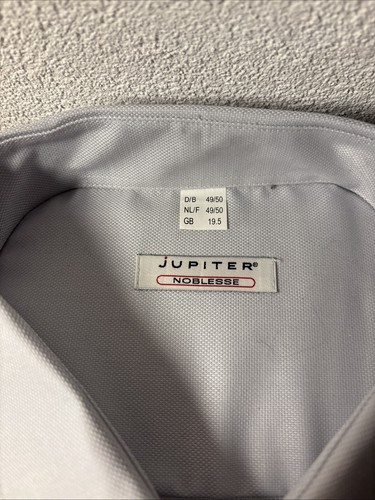 D/B 49/50
NL/F 49/50
GB 19.5
JUPITER®
NOBLESSE